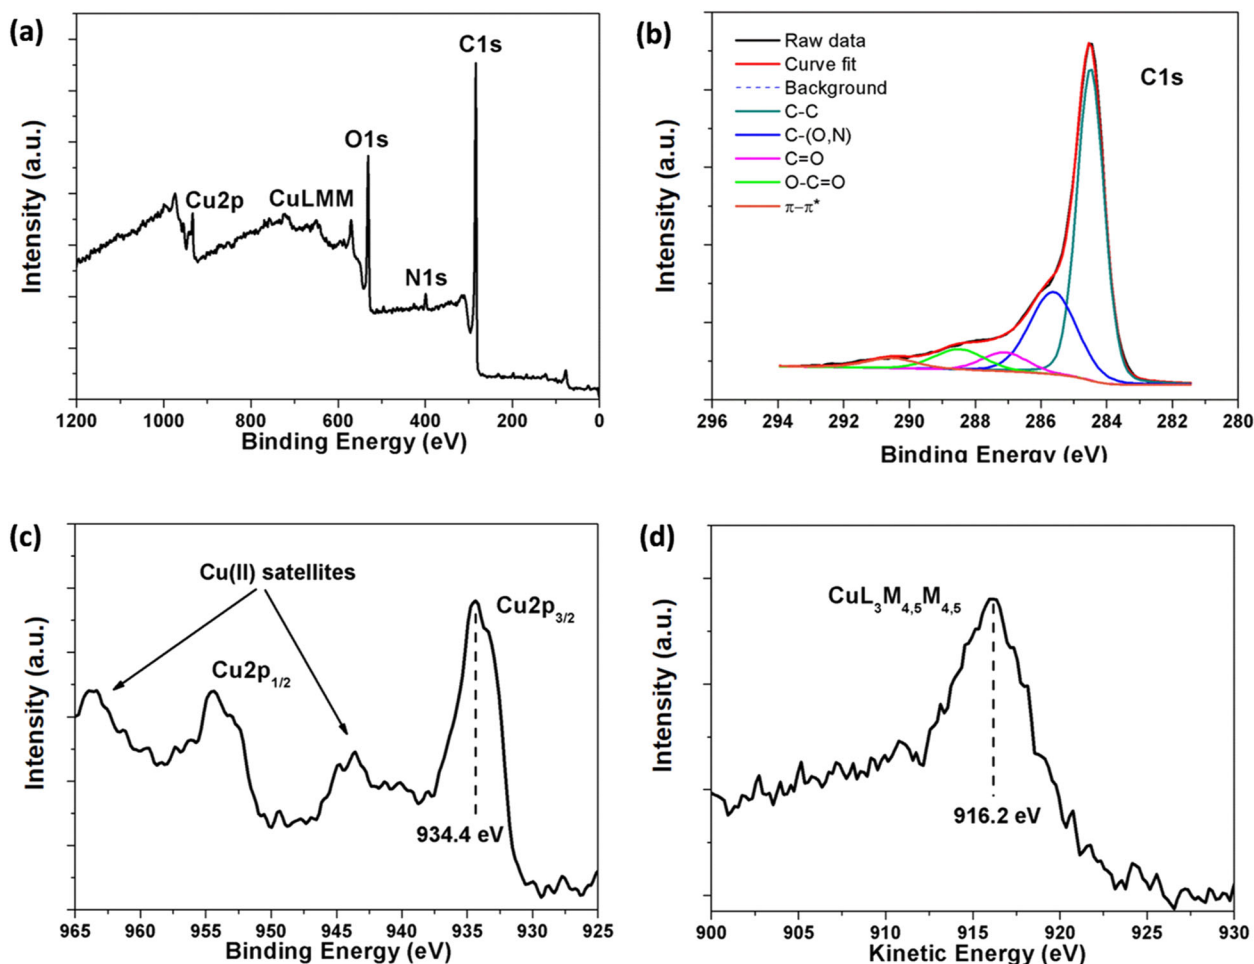 (a)
C1s
O1s
Cu2p
CuLMM
N1s
Intensity (a.u.)
1200 1000 800 600 400 200 0
Binding Energy (eV)
(b)
Raw data
Curve fit
Background
C-C
C-(O,N)
C=O
O-C=O
π–π*
C1s
Intensity (a.u.)
296 294 292 290 288 286 284 282 280
Binding Energy (eV)
(c)
Cu(II) satellites
Cu2p3/2
Cu2p1/2
934.4 eV
Intensity (a.u.)
965 960 955 950 945 940 935 930 925
Binding Energy (eV)
(d)
CuL3M4,5M4,5
916.2 eV
Intensity (a.u.)
900 905 910 915 920 925 930
Kinetic Energy (eV)